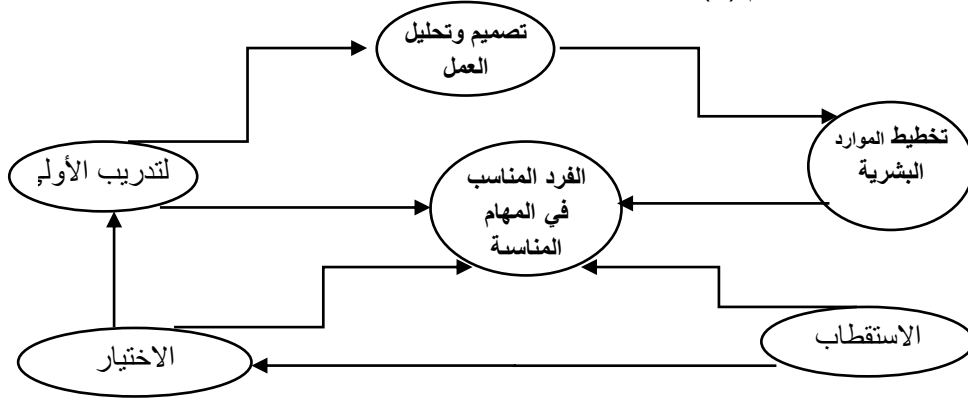 تصميم وتحليل
العمل
تخطيط الموارد
البشرية
لتدريب الأولي
الفرد المناسب
في المهام
المناسبة
الاستقطاب
الاختيار